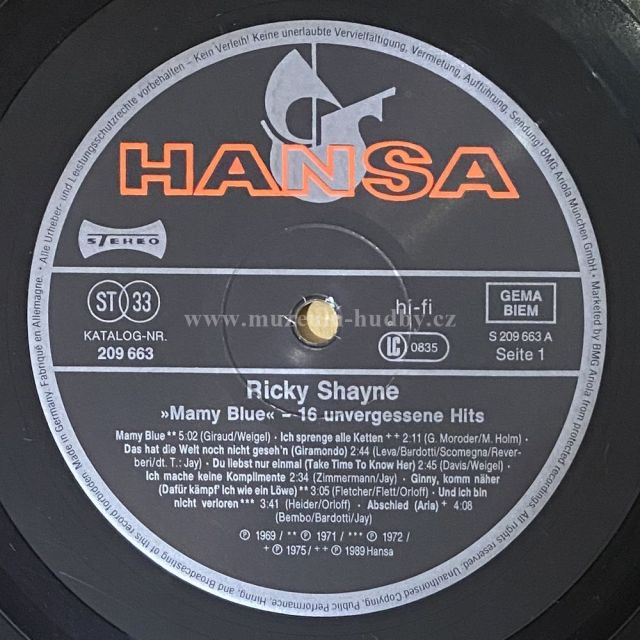 Alle Urheber- und Leistungsschutzrechte vorbehalten – Kein Verleih! Keine unerlaubte Vervielfältigung, Vermietung, Aufführung, Sendung! BMG Ariola München GmbH. • Marketed by BMG Ariola
HANSA
STEREO
ST 33
KATALOG-NR.
209 663
www.muzeum-hudby.cz
hi-fi
LC 0835
GEMA
BIEM
S 209 663 A
Seite 1
Ricky Shayne
»Mamy Blue« – 16 unvergessene Hits
Mamy Blue** 5:02 (Giraud/Weigel) · Ich sprenge alle Ketten + + 2:11 (G. Moroder/M. Holm)
Das hat die Welt noch nicht geseh'n (Giramondo) 2:44 (Leva/Bardotti/Scomegna/Rever-
beri/dt. T.: Jay) · Du liebst nur einmal (Take Time To Know Her) 2:45 (Davis/Weigel)
Ich mache keine Komplimente 2:34 (Zimmermann/Jay) · Ginny, komm näher
(Dafür kämpf' ich wie ein Löwe)** 3:05 (Fletcher/Flett/Orloff) · Und ich bin
nicht verloren*** 3:41 (Heider/Orloff) · Abschied (Aria) + 4:08
(Bembo/Bardotti/Jay)
Ⓟ 1969/ ** Ⓟ 1971/ *** Ⓟ 1972/
+ Ⓟ 1975/ + + Ⓟ 1989 Hansa
from protected recordings. All rights reserved. Unauthorised Copying, Public Performance, Hiring, and Broadcasting of this record forbidden. Made in Germany. Fabriqué en Allemagne. •